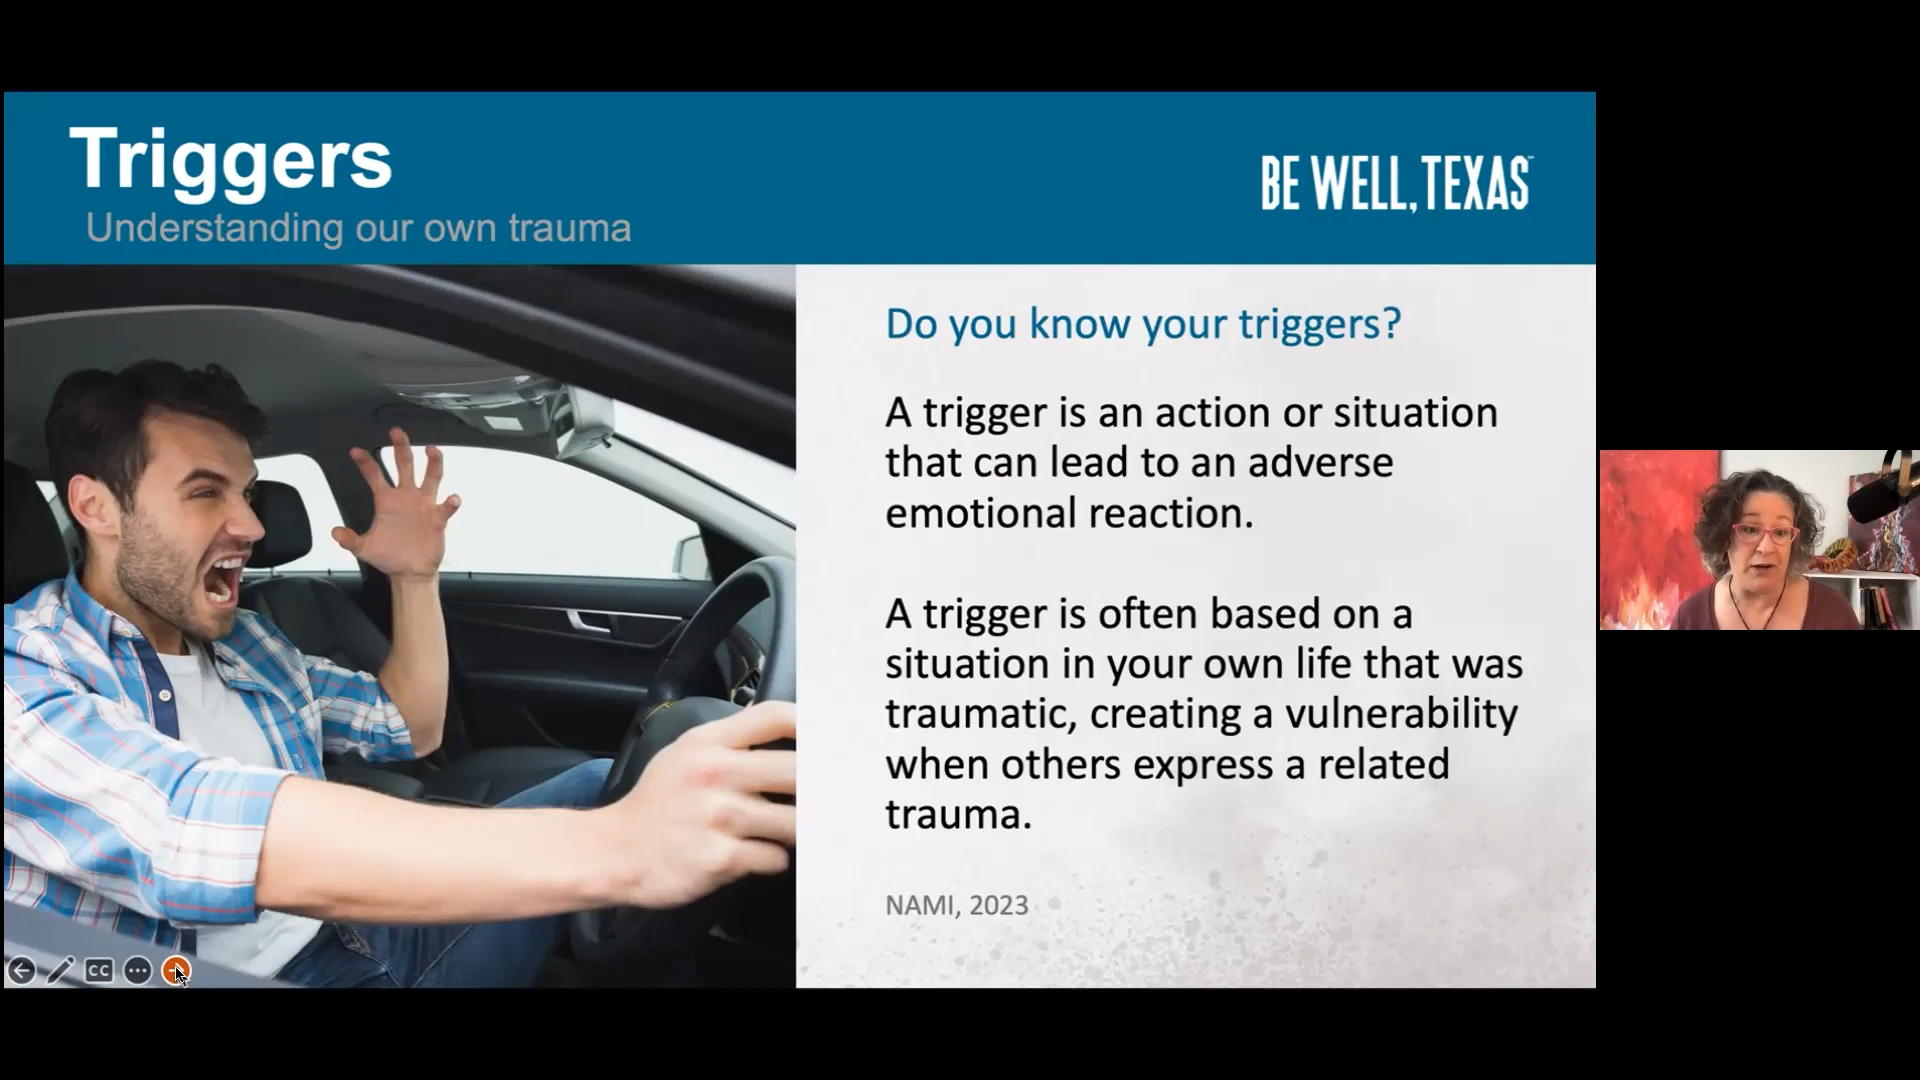 Triggers
Understanding our own trauma
BE WELL, TEXAS™
Do you know your triggers?
A trigger is an action or situation
that can lead to an adverse
emotional reaction.
A trigger is often based on a
situation in your own life that was
traumatic, creating a vulnerability
when others express a related
trauma.
NAMI, 2023
CC